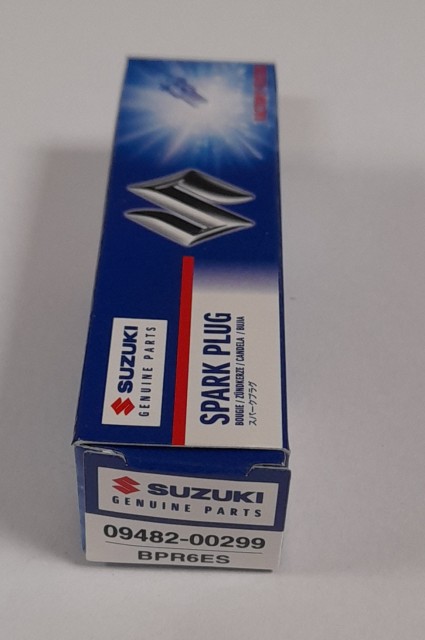 SUZUKI
GENUINE PARTS
SPARK PLUG
BOUGIE / ZÜNDKERZE / CANDELA / BUJIA
スパークプラグ
SUZUKI
GENUINE PARTS
09482-00299
BPR6ES